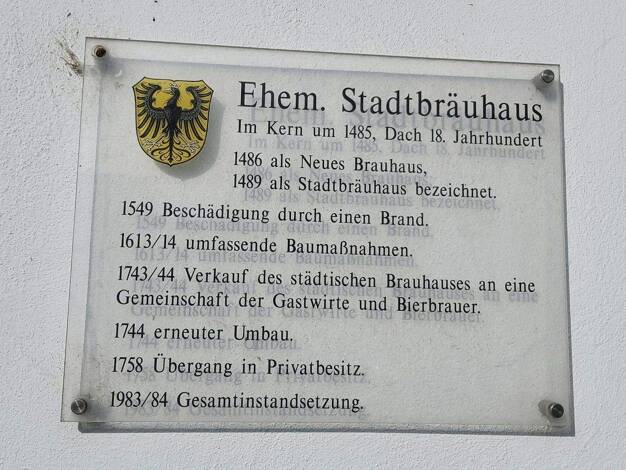 Ehem. Stadtbräuhaus
Im Kern um 1485, Dach 18. Jahrhundert
1486 als Neues Brauhaus,
1489 als Stadtbräuhaus bezeichnet.
1549 Beschädigung durch einen Brand.
1613/14 umfassende Baumaßnahmen.
1743/44 Verkauf des städtischen Brauhauses an eine
Gemeinschaft der Gastwirte und Bierbrauer.
1744 erneuter Umbau.
1758 Übergang in Privatbesitz.
1983/84 Gesamtinstandsetzung.